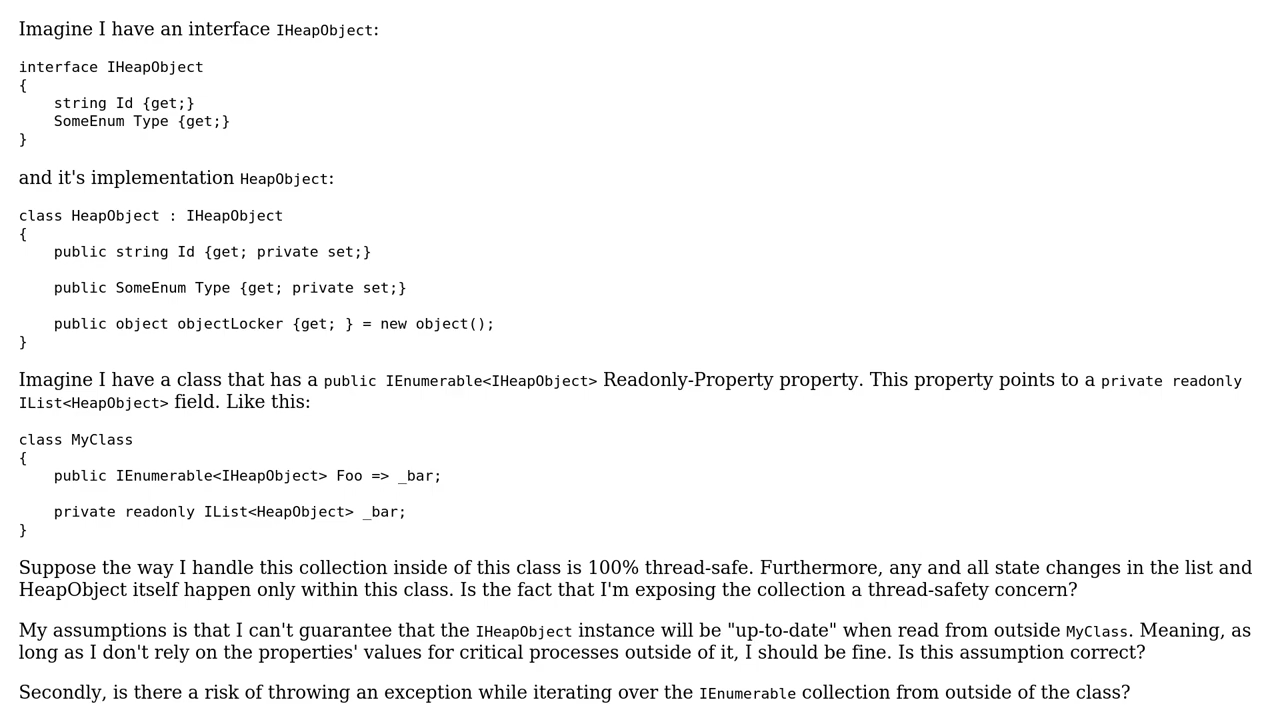 Imagine I have an interface IHeapObject:
interface IHeapObject
{
    string Id {get;}
    SomeEnum Type {get;}
}
and it's implementation HeapObject:
class HeapObject : IHeapObject
{
    public string Id {get; private set;}
    public SomeEnum Type {get; private set;}
    public object objectLocker {get; } = new object();
}
Imagine I have a class that has a public IEnumerable<IHeapObject> Readonly-Property property. This property points to a private readonly
IList<HeapObject> field. Like this:
class MyClass
{
    public IEnumerable<IHeapObject> Foo => _bar;
    private readonly IList<HeapObject> _bar;
}
Suppose the way I handle this collection inside of this class is 100% thread-safe. Furthermore, any and all state changes in the list and
HeapObject itself happen only within this class. Is the fact that I'm exposing the collection a thread-safety concern?
My assumptions is that I can't guarantee that the IHeapObject instance will be "up-to-date" when read from outside MyClass. Meaning, as
long as I don't rely on the properties' values for critical processes outside of it, I should be fine. Is this assumption correct?
Secondly, is there a risk of throwing an exception while iterating over the IEnumerable collection from outside of the class?